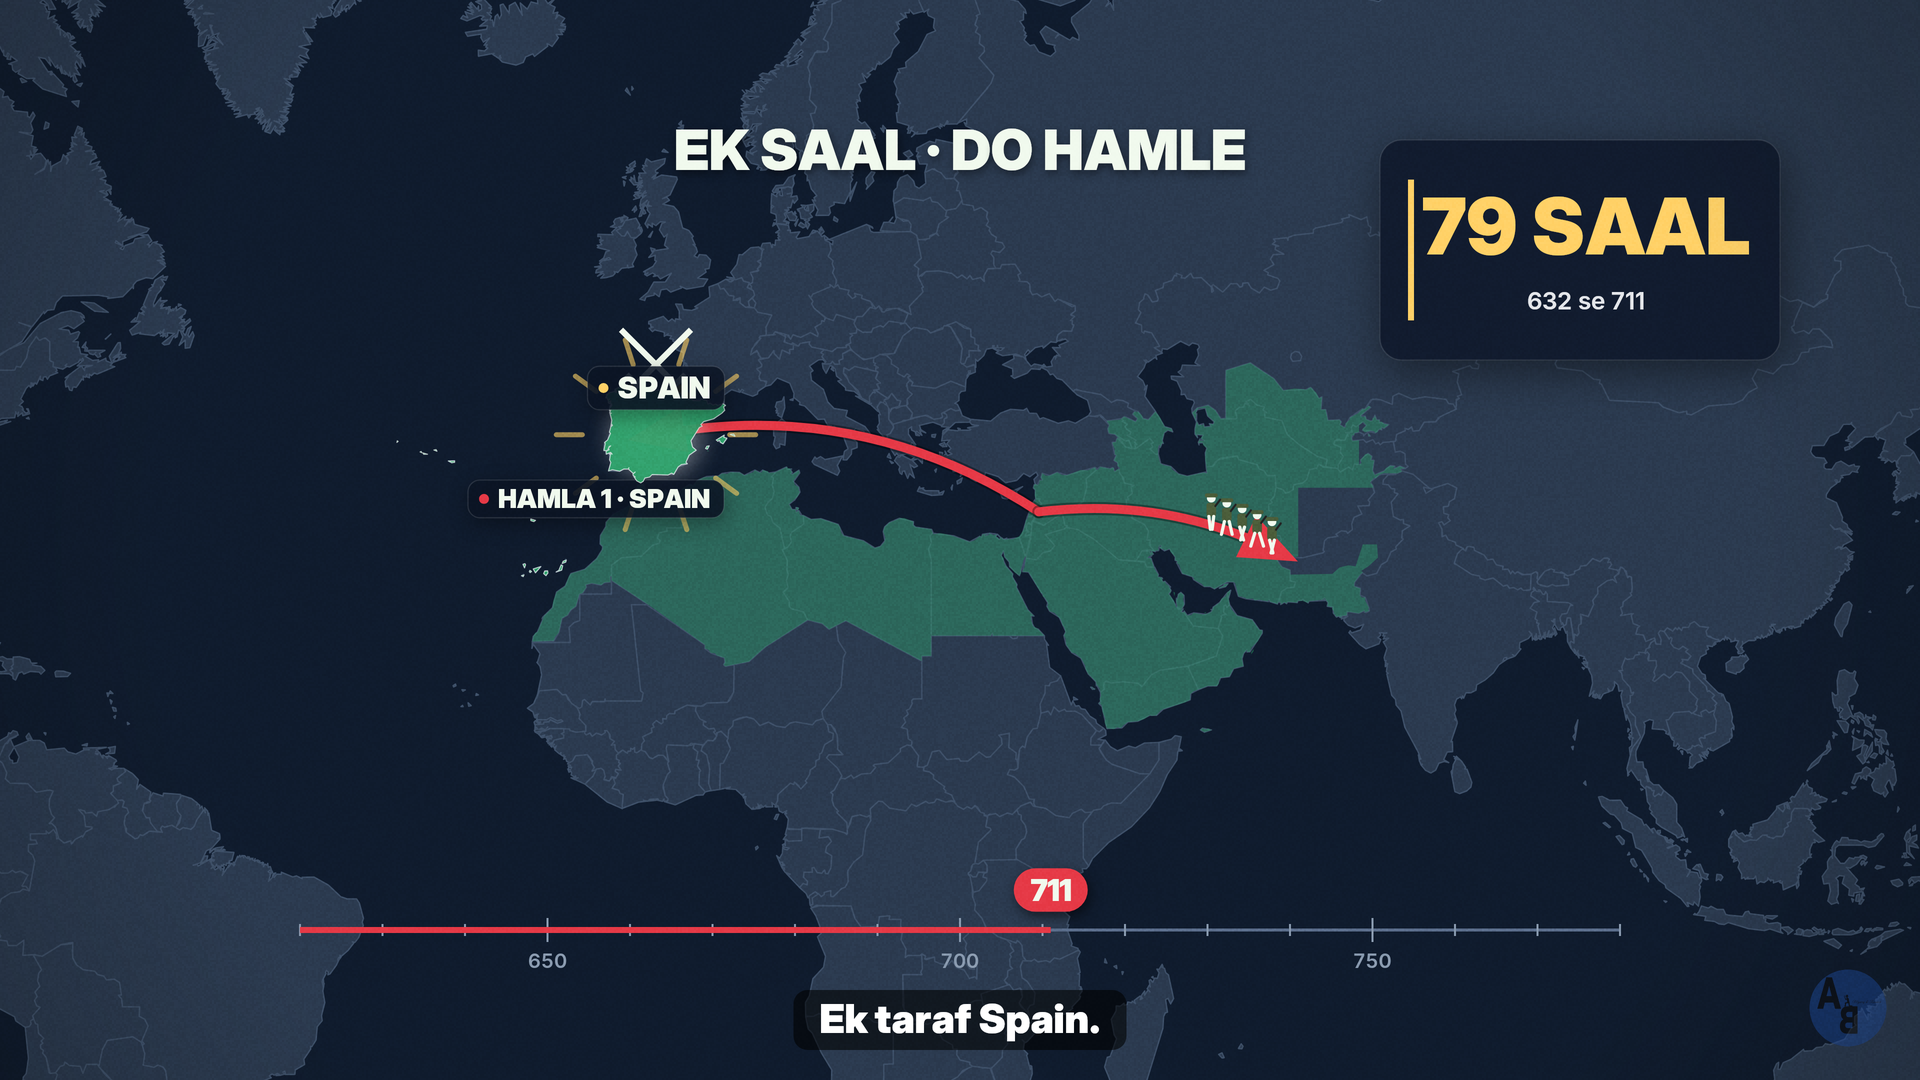 EK SAAL · DO HAMLE
79 SAAL
632 se 711
SPAIN
HAMLA 1 · SPAIN
711
650
700
750
Ek taraf Spain.
A
B